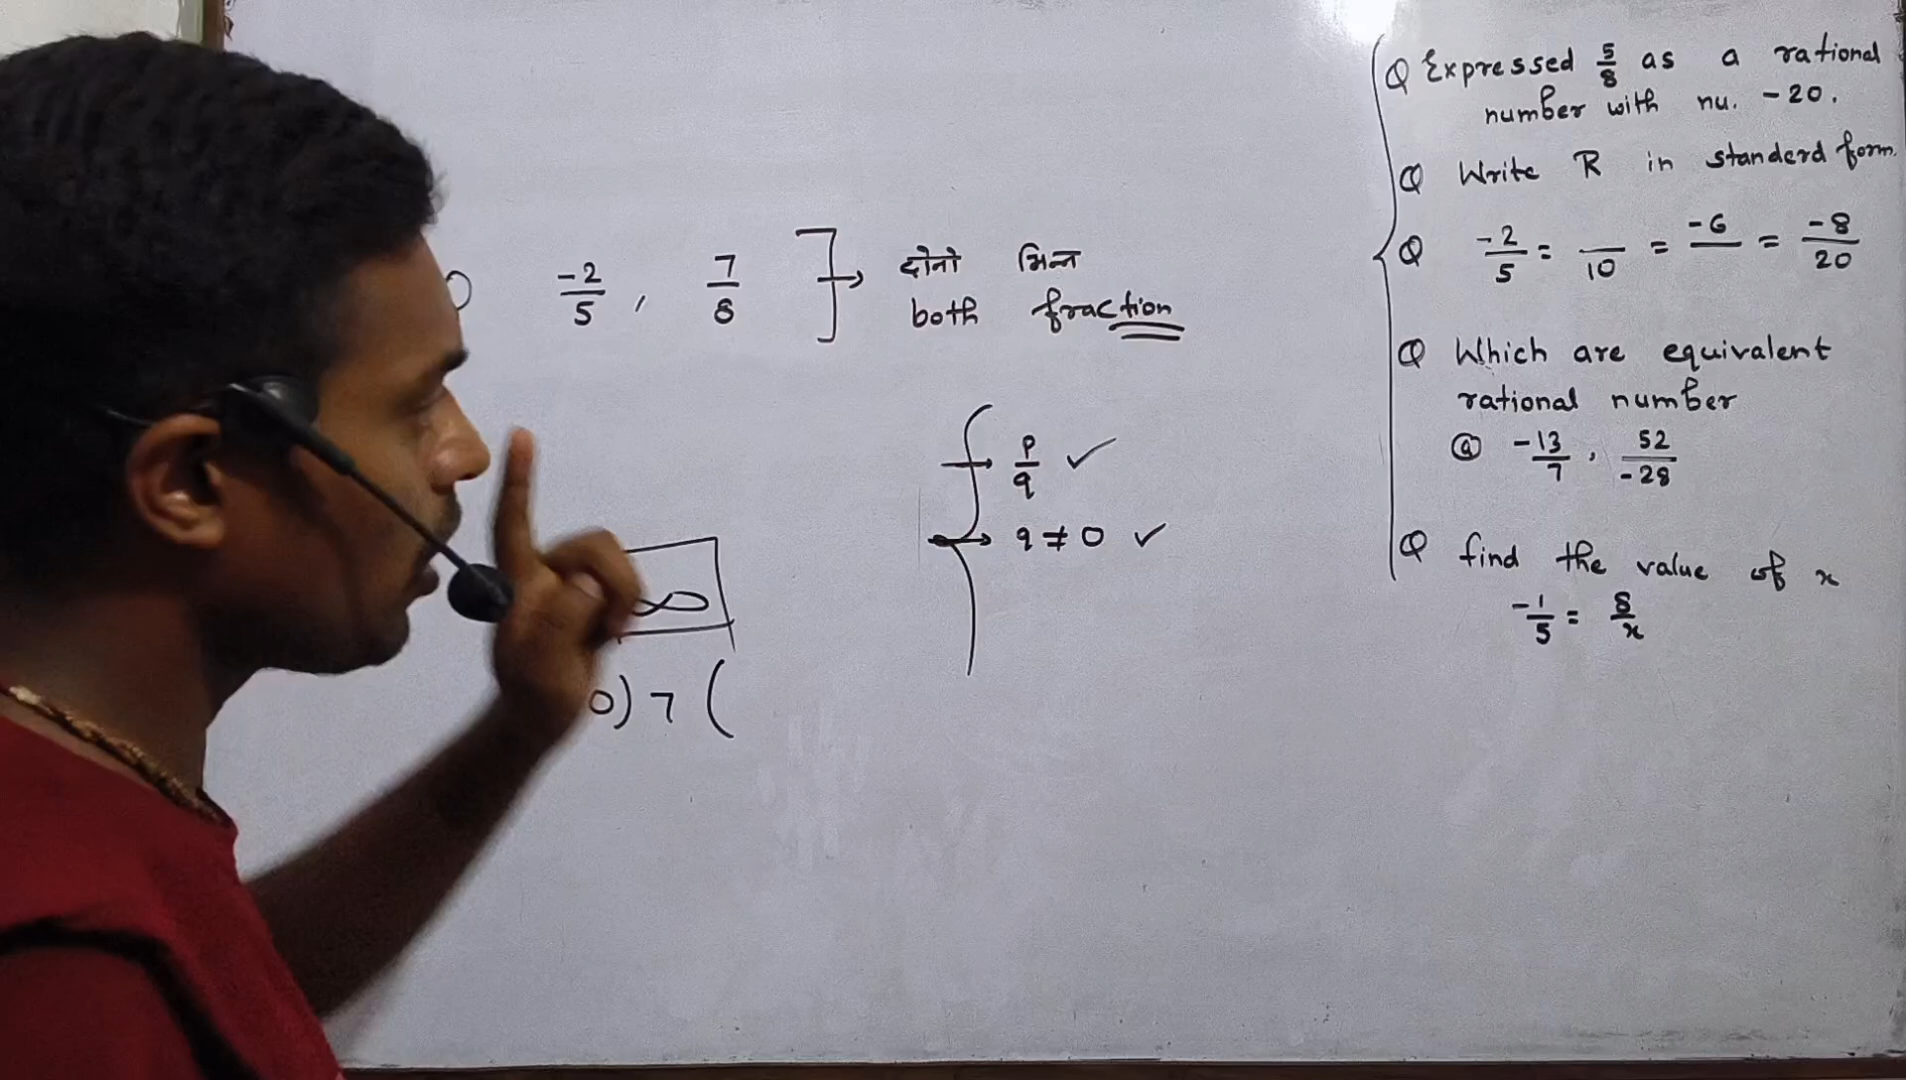 -2/5 , 7/8 ] → दोनो भिन्न
both fraction
→ p/q ✓
→ q ≠ 0 ✓
∞
0) 7 (
Q Expressed 5/8 as a rational
number with nu. -20.
Q Write R in standerd form.
Q -2/5 = /10 = -6/ = -8/20
Q Which are equivalent
rational number
@ -13/7 , 52/-28
Q find the value of x
-1/5 = 8/x